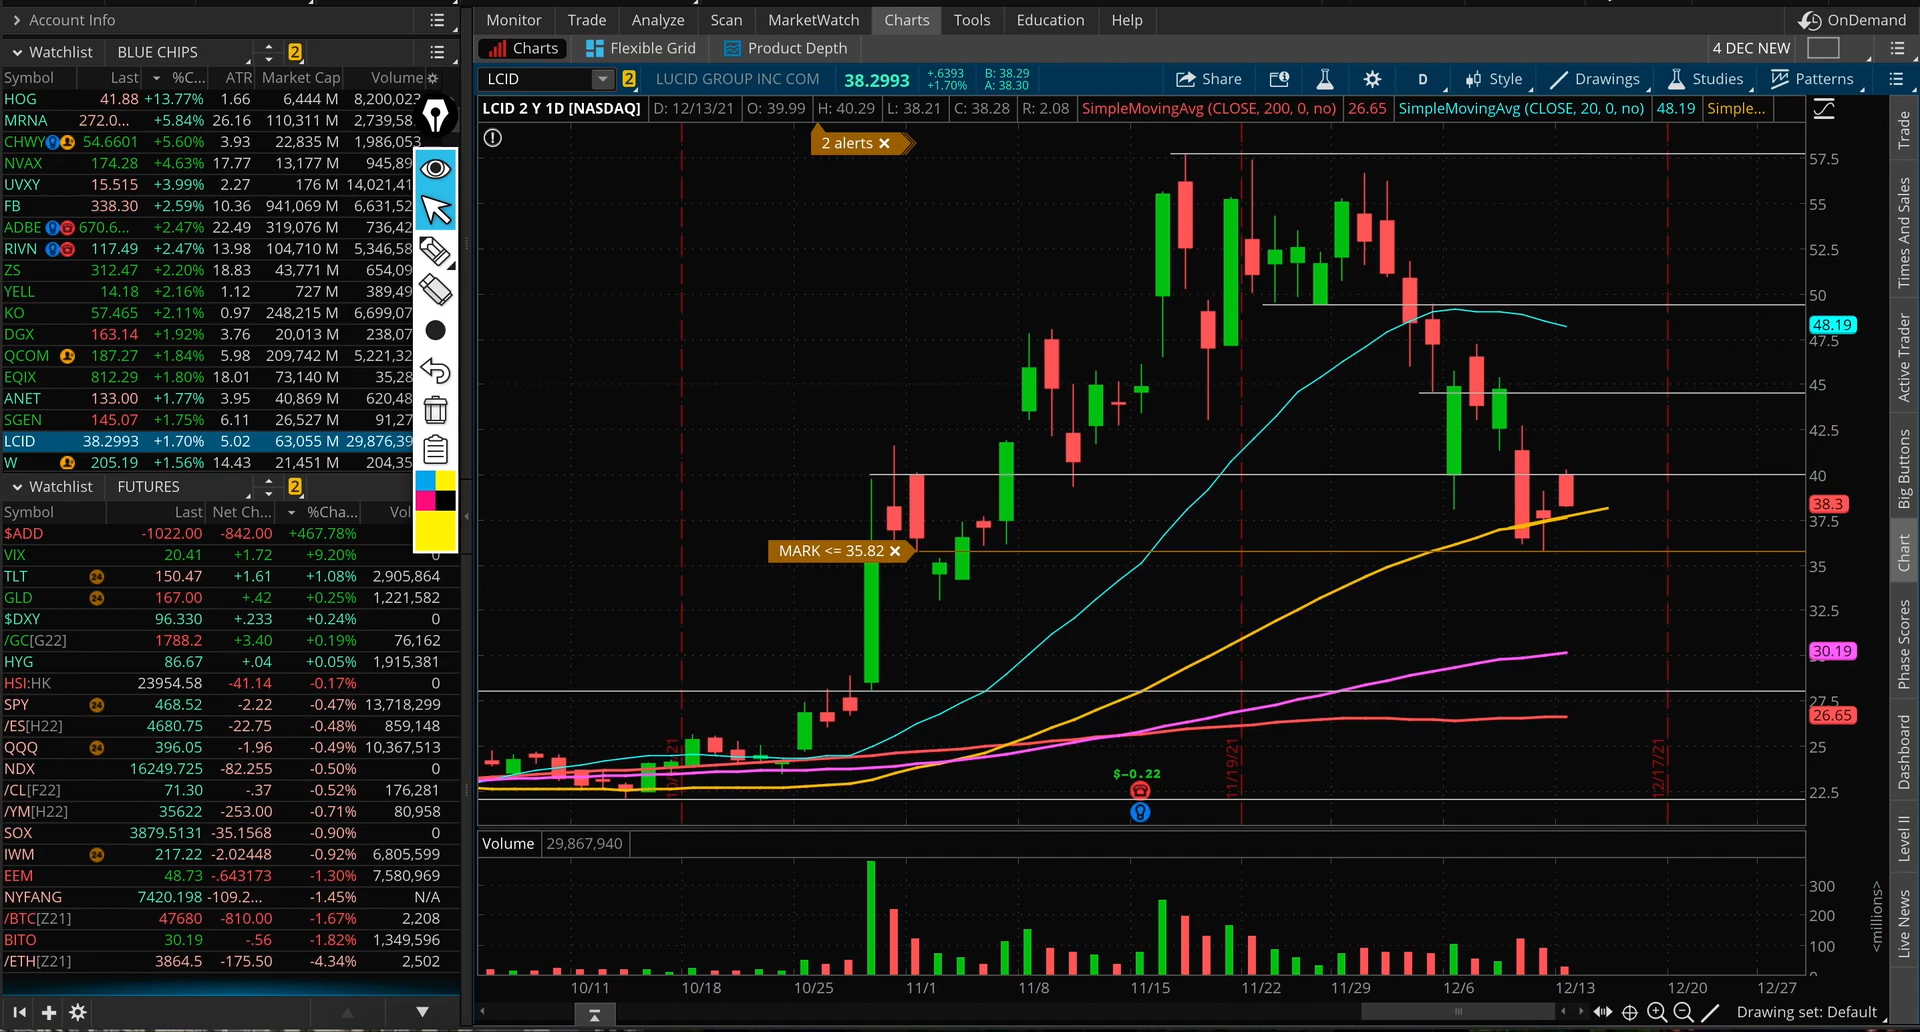 Account Info
Monitor Trade Analyze Scan MarketWatch Charts Tools Education Help OnDemand
Watchlist BLUE CHIPS 2
Charts Flexible Grid Product Depth 4 DEC NEW
Symbol Last %C... ATR Market Cap Volume
LCID 2 LUCID GROUP INC COM 38.2993 +.6393 +1.70% B: 38.29 A: 38.30 Share D Style Drawings Studies Patterns
LCID 2 Y 1D [NASDAQ] D: 12/13/21 O: 39.99 H: 40.29 L: 38.21 C: 38.28 R: 2.08 SimpleMovingAvg (CLOSE, 200, 0, no) 26.65 SimpleMovingAvg (CLOSE, 20, 0, no) 48.19 Simple...
HOG 41.88 +13.77% 1.66 6,444 M 8,200,023
MRNA 272.0... +5.84% 26.16 110,311 M 2,739,58
CHWY 54.6601 +5.60% 3.93 22,835 M 1,986,053
NVAX 174.28 +4.63% 17.77 13,177 M 945,89
UVXY 15.515 +3.99% 2.27 176 M 14,021,41
FB 338.30 +2.59% 10.36 941,069 M 6,631,52
ADBE 670.6... +2.47% 22.49 319,076 M 736,42
RIVN 117.49 +2.47% 13.98 104,710 M 5,346,58
ZS 312.47 +2.20% 18.83 43,771 M 654,09
YELL 14.18 +2.16% 1.12 727 M 389,49
KO 57.465 +2.11% 0.97 248,215 M 6,699,07
DGX 163.14 +1.92% 3.76 20,013 M 238,07
QCOM 187.27 +1.84% 5.98 209,742 M 5,221,32
EQIX 812.29 +1.80% 18.01 73,140 M 35,28
ANET 133.00 +1.77% 3.95 40,869 M 620,48
SGEN 145.07 +1.75% 6.11 26,527 M 91,27
LCID 38.2993 +1.70% 5.02 63,055 M 29,876,39
W 205.19 +1.56% 14.43 21,451 M 204,35
Watchlist FUTURES 2
Symbol Last Net Ch... %Cha... Vol
$ADD -1022.00 -842.00 +467.78%
VIX 20.41 +1.72 +9.20% 0
TLT 24 150.47 +1.61 +1.08% 2,905,864
GLD 24 167.00 +.42 +0.25% 1,221,582
$DXY 96.330 +.233 +0.24% 0
/GC[G22] 1788.2 +3.40 +0.19% 76,162
HYG 86.67 +.04 +0.05% 1,915,381
HSI:HK 23954.58 -41.14 -0.17% 0
SPY 24 468.52 -2.22 -0.47% 13,718,299
/ES[H22] 4680.75 -22.75 -0.48% 859,148
QQQ 24 396.05 -1.96 -0.49% 10,367,513
NDX 16249.725 -82.255 -0.50% 0
/CL[F22] 71.30 -.37 -0.52% 176,281
/YM[H22] 35622 -253.00 -0.71% 80,958
SOX 3879.5131 -35.1568 -0.90% 0
IWM 24 217.22 -2.02448 -0.92% 6,805,599
EEM 48.73 -.643173 -1.30% 7,580,969
NYFANG 7420.198 -109.2... -1.45% N/A
/BTC[Z21] 47680 -810.00 -1.67% 2,208
BITO 30.19 -.56 -1.82% 1,349,596
/ETH[Z21] 3864.5 -175.50 -4.34% 2,502
2 alerts
MARK <= 35.82
57.5
55
52.5
50
48.19
47.5
45
42.5
40
38.3
37.5
35
32.5
30.19
27.5
26.65
25
22.5
11/19/21
12/17/21
$-0.22
Volume 29,867,940
300
200
100
<millions>
10/11 10/18 10/25 11/1 11/8 11/15 11/22 11/29 12/6 12/13 12/20 12/27
Drawing set: Default
Trade
Times And Sales
Active Trader
Big Buttons
Chart
Phase Scores
Dashboard
Level II
Live News